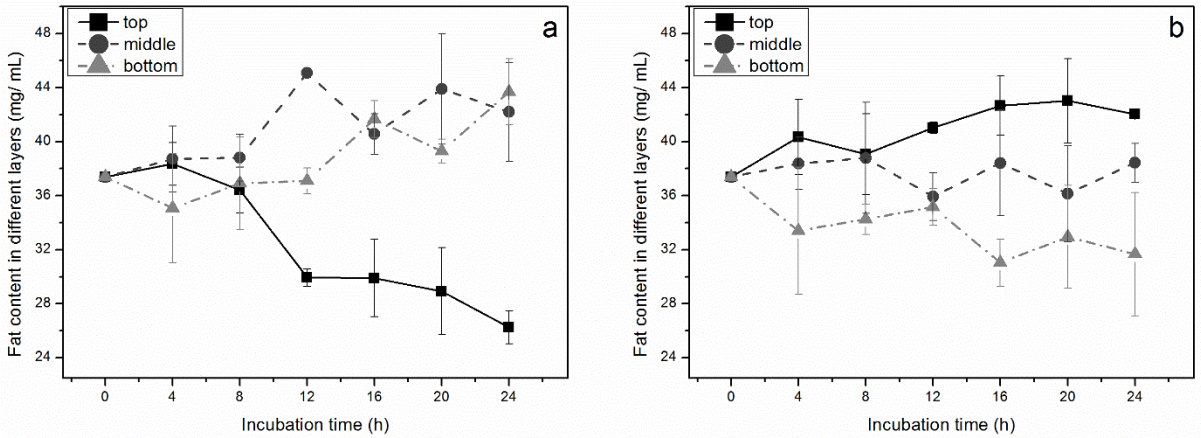 a
top
middle
bottom
48
44
40
36
32
28
24
Fat content in different layers (mg/ mL)
0 4 8 12 16 20 24
Incubation time (h)
b
top
middle
bottom
48
44
40
36
32
28
24
Fat content in different layers (mg/ mL)
0 4 8 12 16 20 24
Incubation time (h)